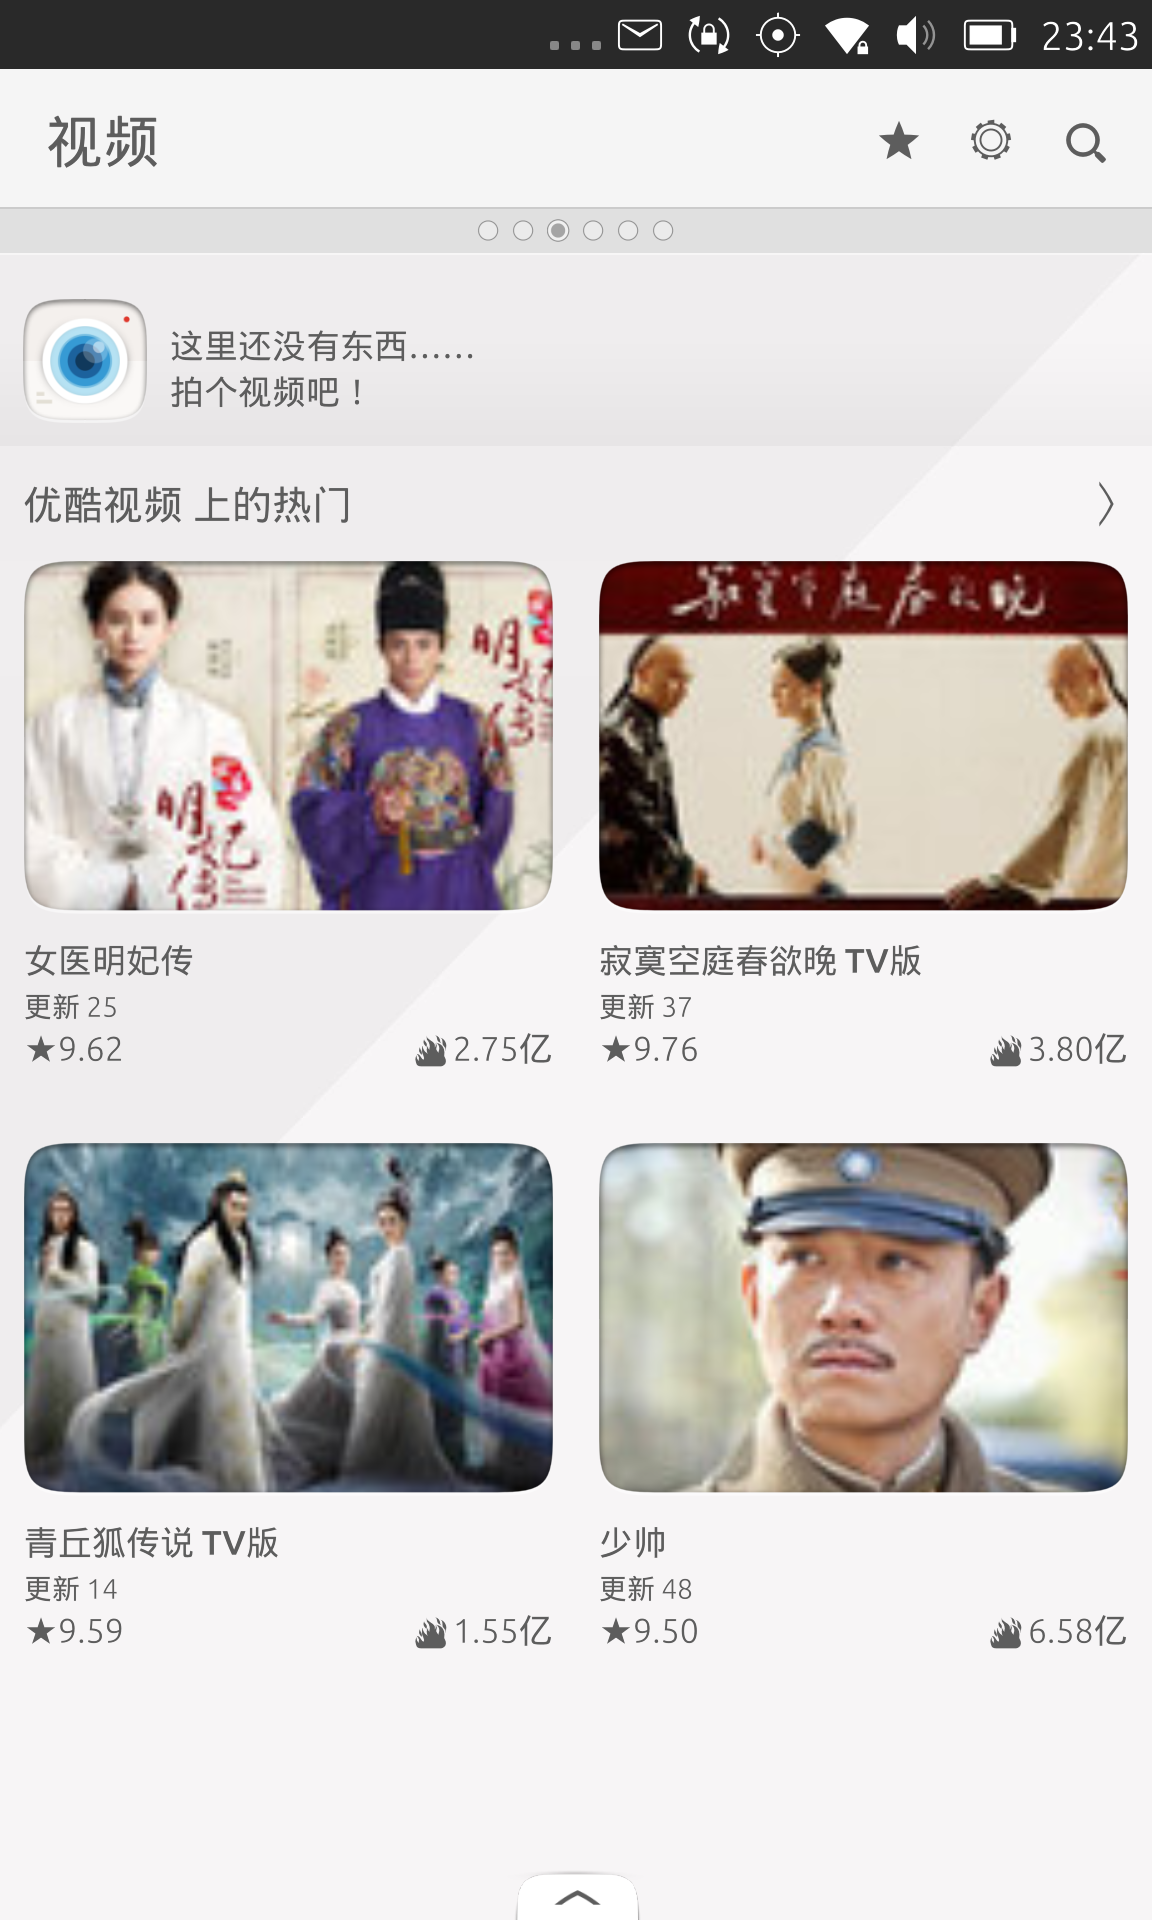 23:43
视频
这里还没有东西......
拍个视频吧！
优酷视频 上的热门
明妃传
明妃传
寂寞空庭春欲晚
女医明妃传
更新 25
★9.62
2.75亿
寂寞空庭春欲晚 TV版
更新 37
★9.76
3.80亿
青丘狐传说 TV版
更新 14
★9.59
1.55亿
少帅
更新 48
★9.50
6.58亿